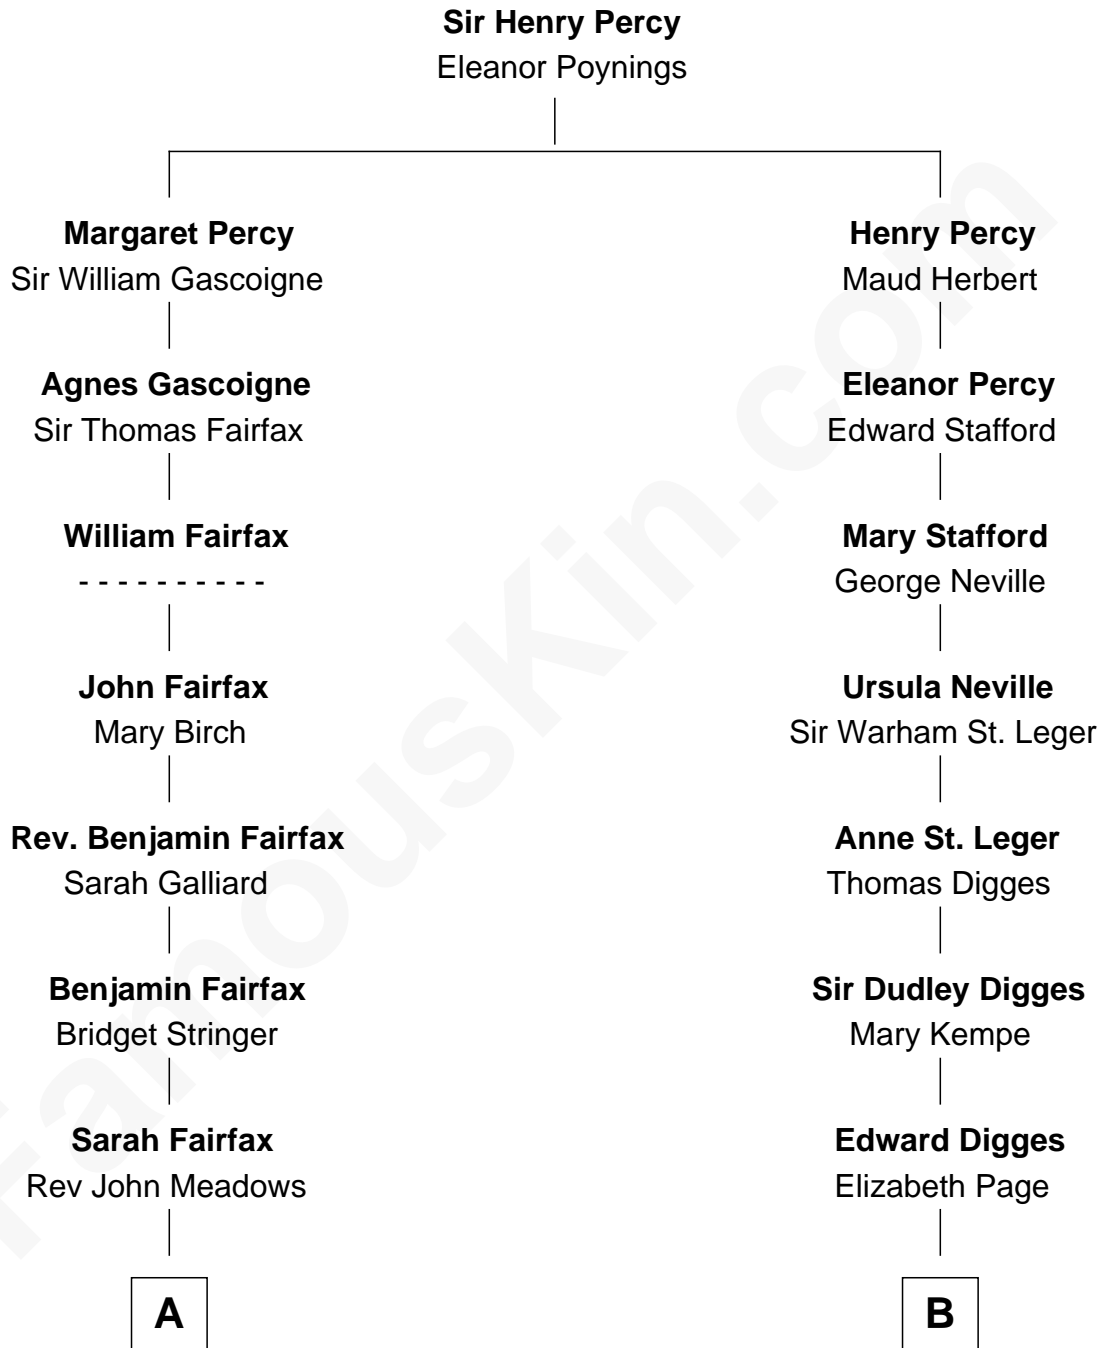 Sir Henry Percy
Eleanor Poynings
Margaret Percy
Sir William Gascoigne
Henry Percy
Maud Herbert
Agnes Gascoigne
Sir Thomas Fairfax
Eleanor Percy
Edward Stafford
William Fairfax
- - - - - - - - - -
Mary Stafford
George Neville
John Fairfax
Mary Birch
Ursula Neville
Sir Warham St. Leger
Rev. Benjamin Fairfax
Sarah Galliard
Anne St. Leger
Thomas Digges
Benjamin Fairfax
Bridget Stringer
Sir Dudley Digges
Mary Kempe
Sarah Fairfax
Rev John Meadows
Edward Digges
Elizabeth Page
A
B
FamousKin.com